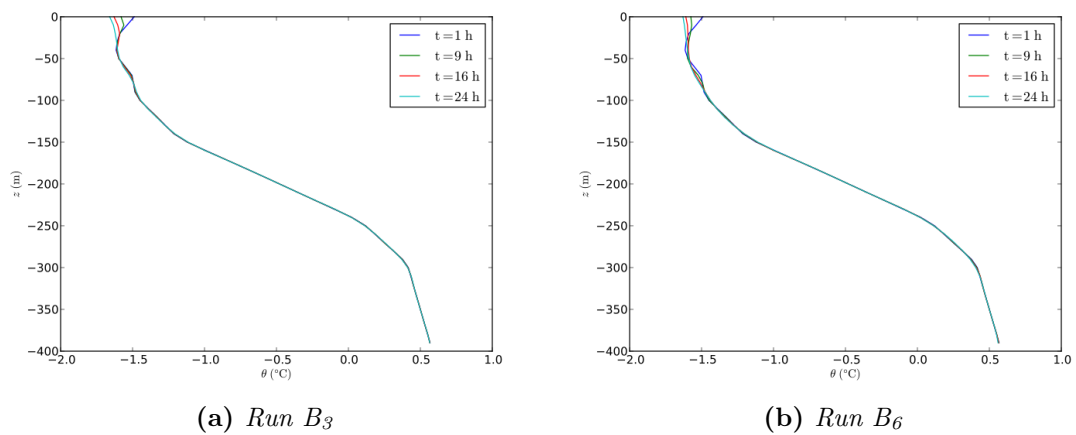 0
−50
−100
−150
−200
−250
−300
−350
−400
z (m)
−2.0 −1.5 −1.0 −0.5 0.0 0.5 1.0
θ (°C)
t=1 h
t=9 h
t=16 h
t=24 h
(a) Run B₃
0
−50
−100
−150
−200
−250
−300
−350
−400
z (m)
−2.0 −1.5 −1.0 −0.5 0.0 0.5 1.0
θ (°C)
t=1 h
t=9 h
t=16 h
t=24 h
(b) Run B₆